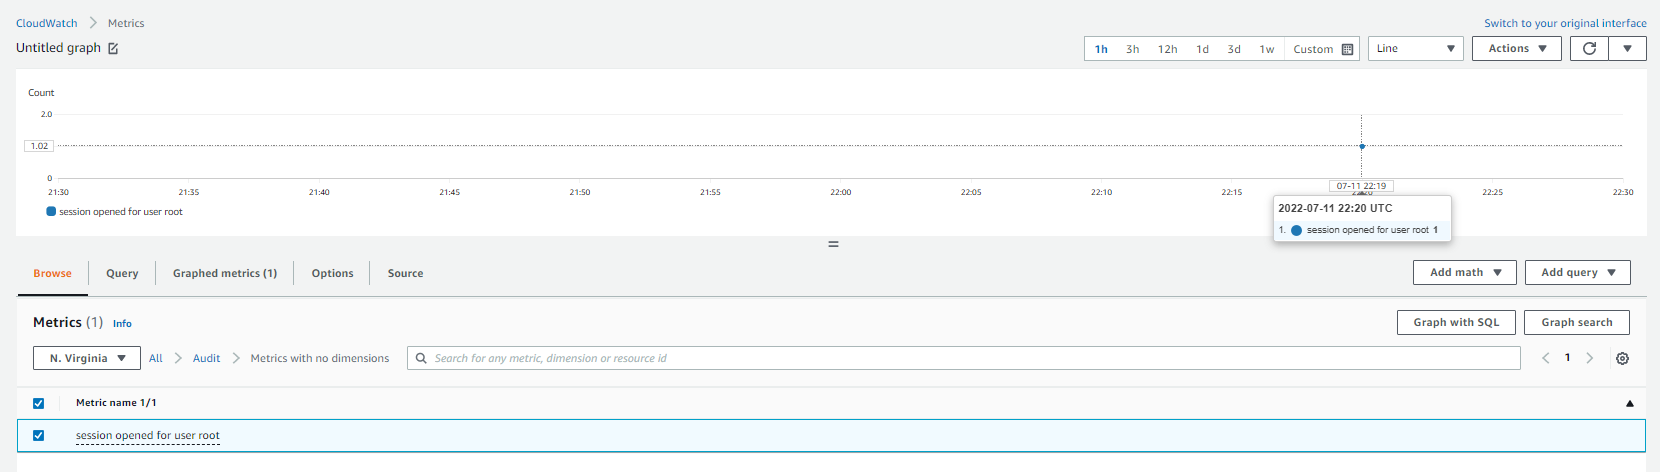 CloudWatch > Metrics
Switch to your original interface
Untitled graph
1h 3h 12h 1d 3d 1w Custom Line Actions
Count
2.0
1.02
0
21:30 21:35 21:40 21:45 21:50 21:55 22:00 22:05 22:10 22:15 22:20 22:25 22:30
07-11 22:19
session opened for user root
2022-07-11 22:20 UTC
1. session opened for user root 1
Browse Query Graphed metrics (1) Options Source Add math Add query
Metrics (1) Info Graph with SQL Graph search
N. Virginia All > Audit > Metrics with no dimensions Search for any metric, dimension or resource id < 1 >
Metric name 1/1
session opened for user root